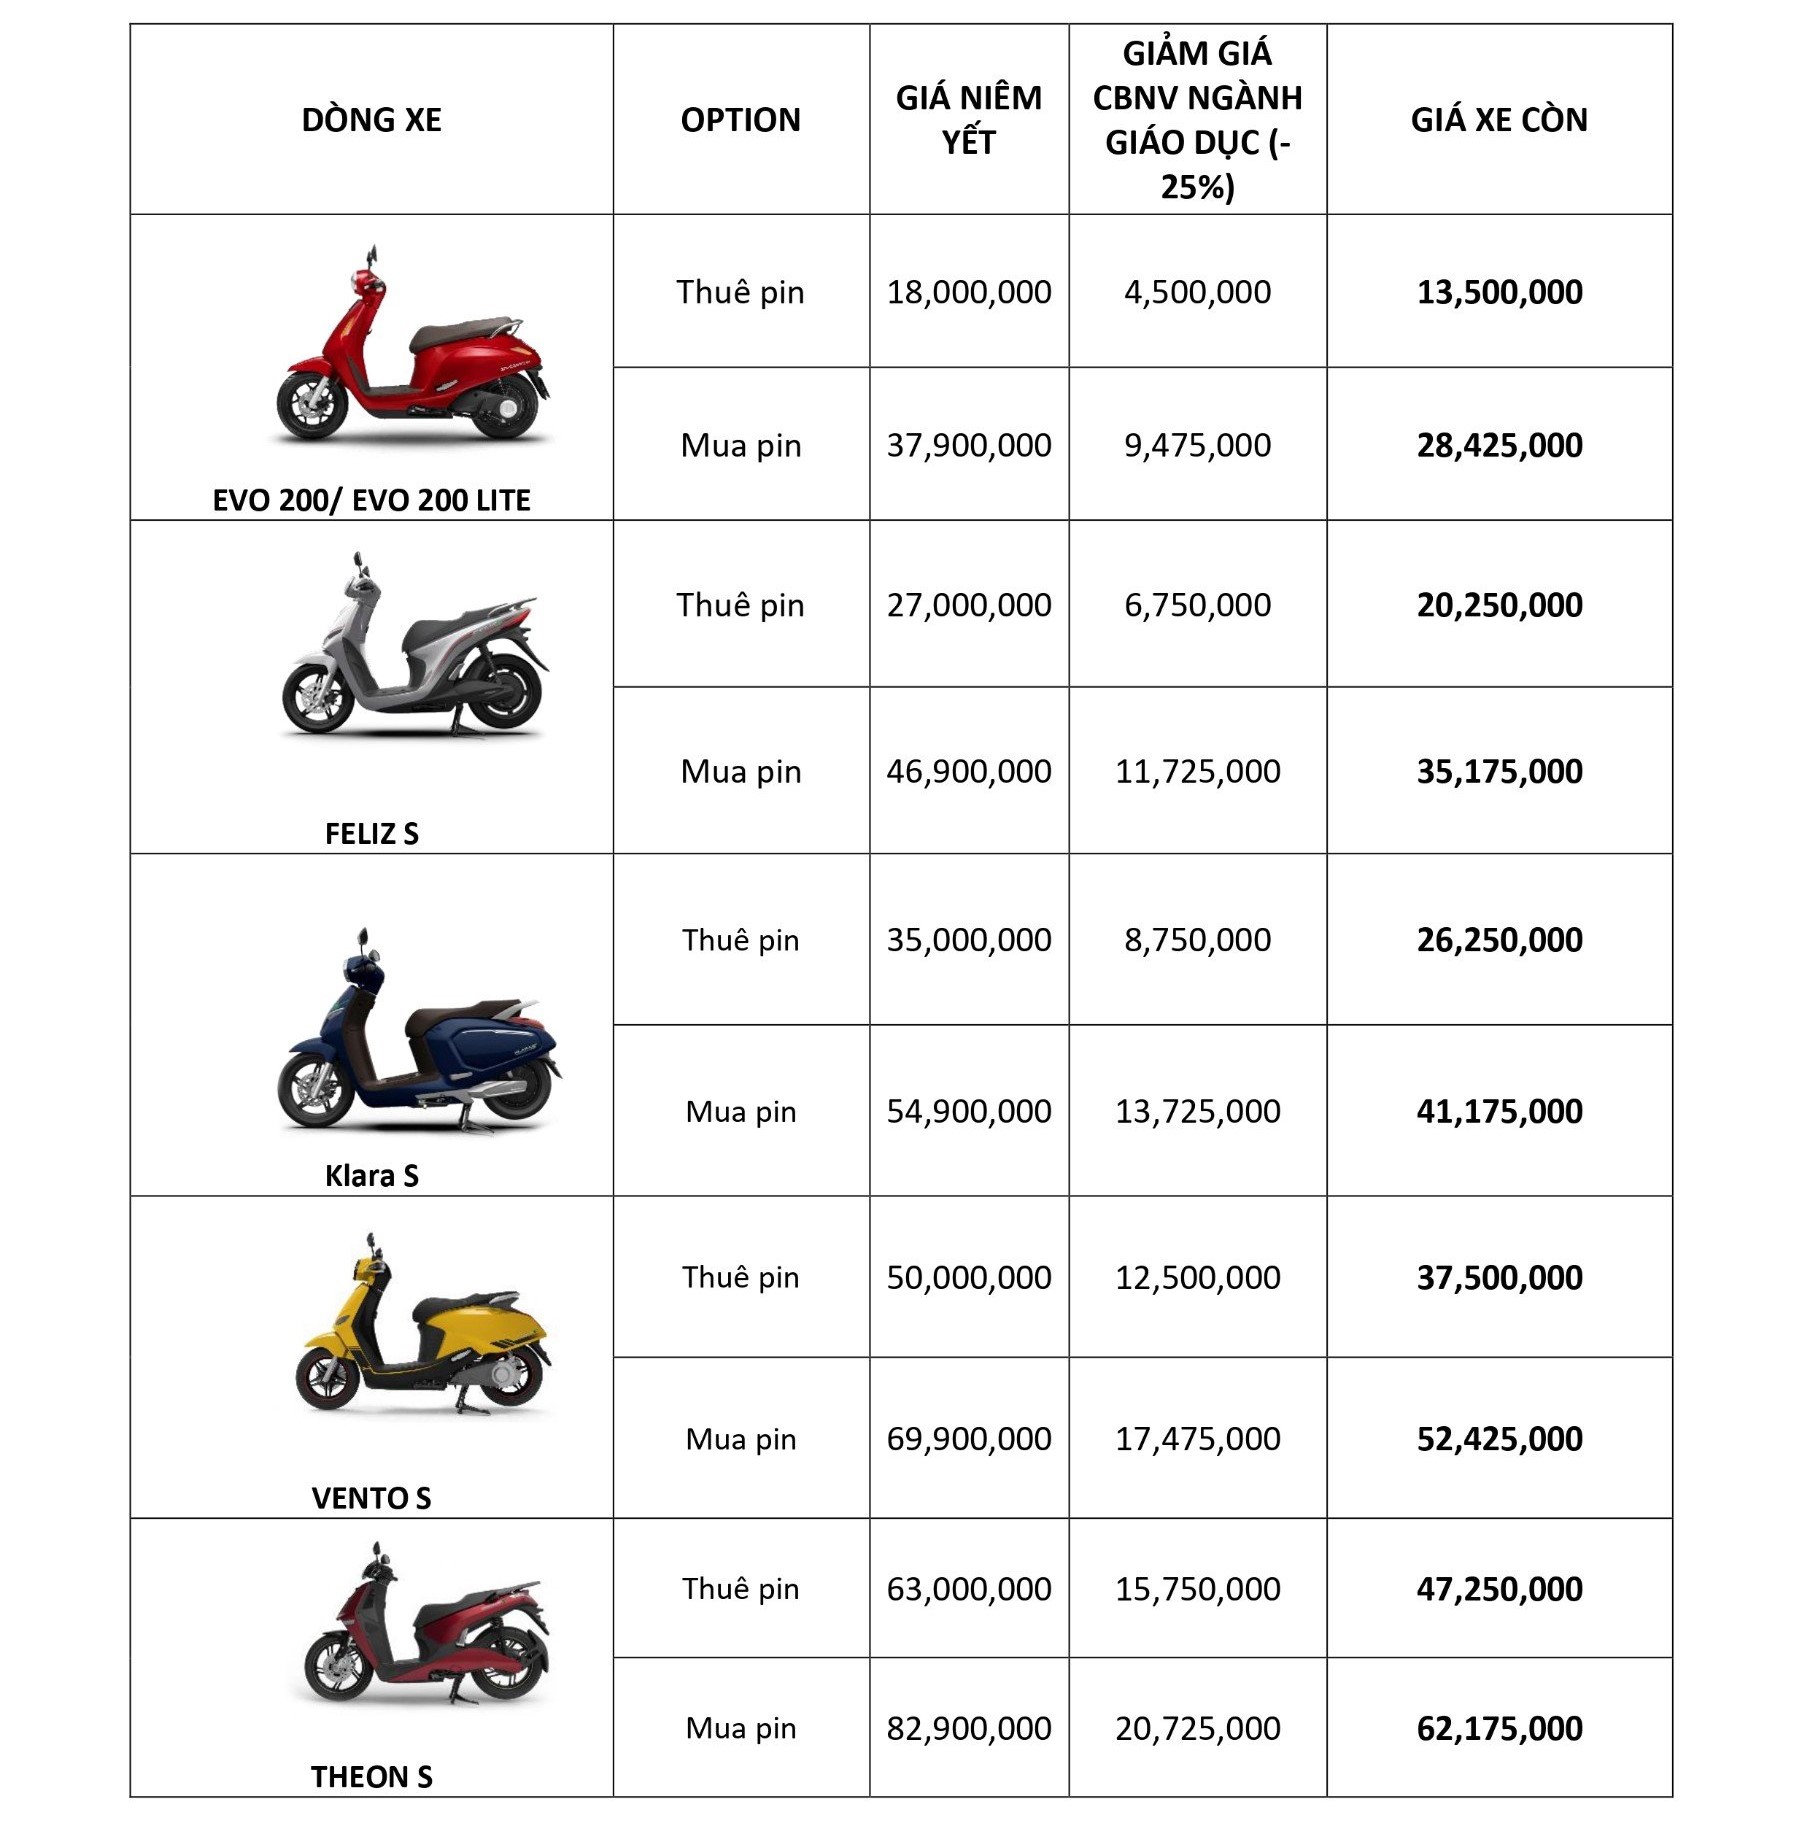 DÒNG XE
OPTION
GIÁ NIÊM
YẾT
GIẢM GIÁ
CBNV NGÀNH
GIÁO DỤC (-
25%)
GIÁ XE CÒN
EVO 200/ EVO 200 LITE
Thuê pin
18,000,000
4,500,000
13,500,000
Mua pin
37,900,000
9,475,000
28,425,000
FELIZ S
Thuê pin
27,000,000
6,750,000
20,250,000
Mua pin
46,900,000
11,725,000
35,175,000
Klara S
Thuê pin
35,000,000
8,750,000
26,250,000
Mua pin
54,900,000
13,725,000
41,175,000
VENTO S
Thuê pin
50,000,000
12,500,000
37,500,000
Mua pin
69,900,000
17,475,000
52,425,000
THEON S
Thuê pin
63,000,000
15,750,000
47,250,000
Mua pin
82,900,000
20,725,000
62,175,000